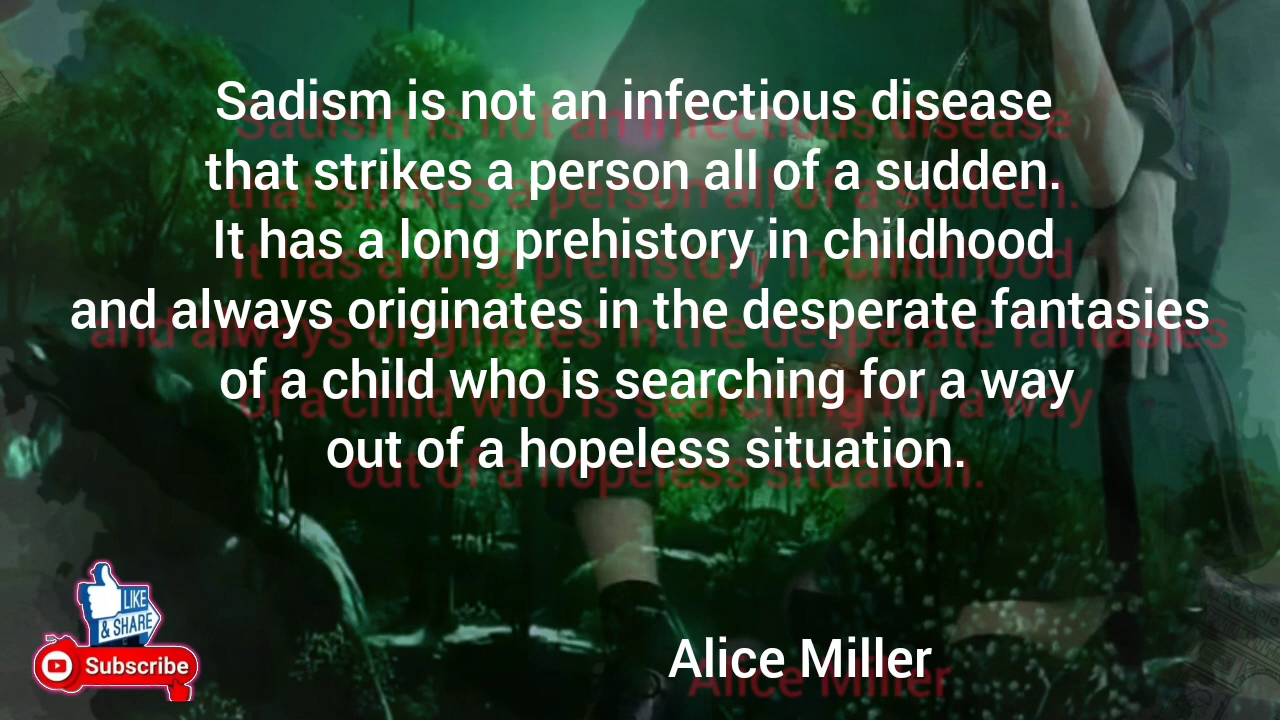 Sadism is not an infectious disease
that strikes a person all of a sudden.
It has a long prehistory in childhood
and always originates in the desperate fantasies
of a child who is searching for a way
out of a hopeless situation.
Alice Miller
LIKE
& SHARE
Subscribe